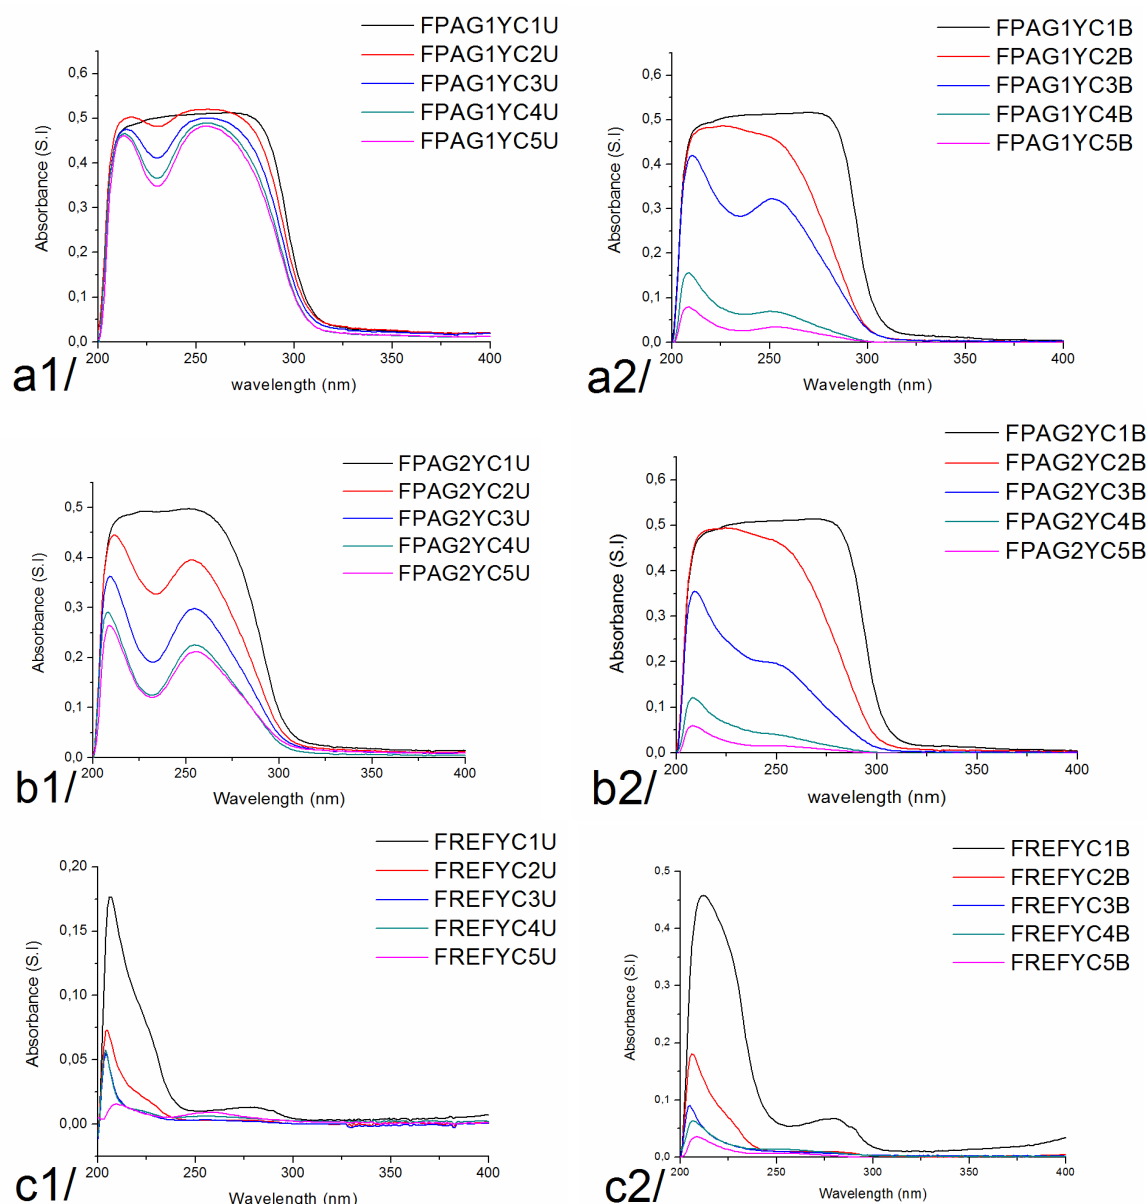 FPAG1YC1U
FPAG1YC2U
FPAG1YC3U
FPAG1YC4U
FPAG1YC5U
Absorbance (S.I)
0,6
0,5
0,4
0,3
0,2
0,1
0,0
200 250 300 350 400
wavelength (nm)
a1/
FPAG1YC1B
FPAG1YC2B
FPAG1YC3B
FPAG1YC4B
FPAG1YC5B
Absorbance (S.I)
0,6
0,5
0,4
0,3
0,2
0,1
0,0
200 250 300 350 400
Wavelength (nm)
a2/
FPAG2YC1U
FPAG2YC2U
FPAG2YC3U
FPAG2YC4U
FPAG2YC5U
Absorbance (S.I)
0,5
0,4
0,3
0,2
0,1
0,0
200 250 300 350 400
Wavelength (nm)
b1/
FPAG2YC1B
FPAG2YC2B
FPAG2YC3B
FPAG2YC4B
FPAG2YC5B
Absorbance (S.I)
0,6
0,5
0,4
0,3
0,2
0,1
0,0
200 250 300 350 400
wavelength (nm)
b2/
FREFYC1U
FREFYC2U
FREFYC3U
FREFYC4U
FREFYC5U
Absorbance (S.I)
0,20
0,15
0,10
0,05
0,00
200 250 300 350 400
Wavelength (nm)
c1/
FREFYC1B
FREFYC2B
FREFYC3B
FREFYC4B
FREFYC5B
Absorbance (S.I)
0,5
0,4
0,3
0,2
0,1
0,0
200 250 300 350 400
Wavelength (nm)
c2/